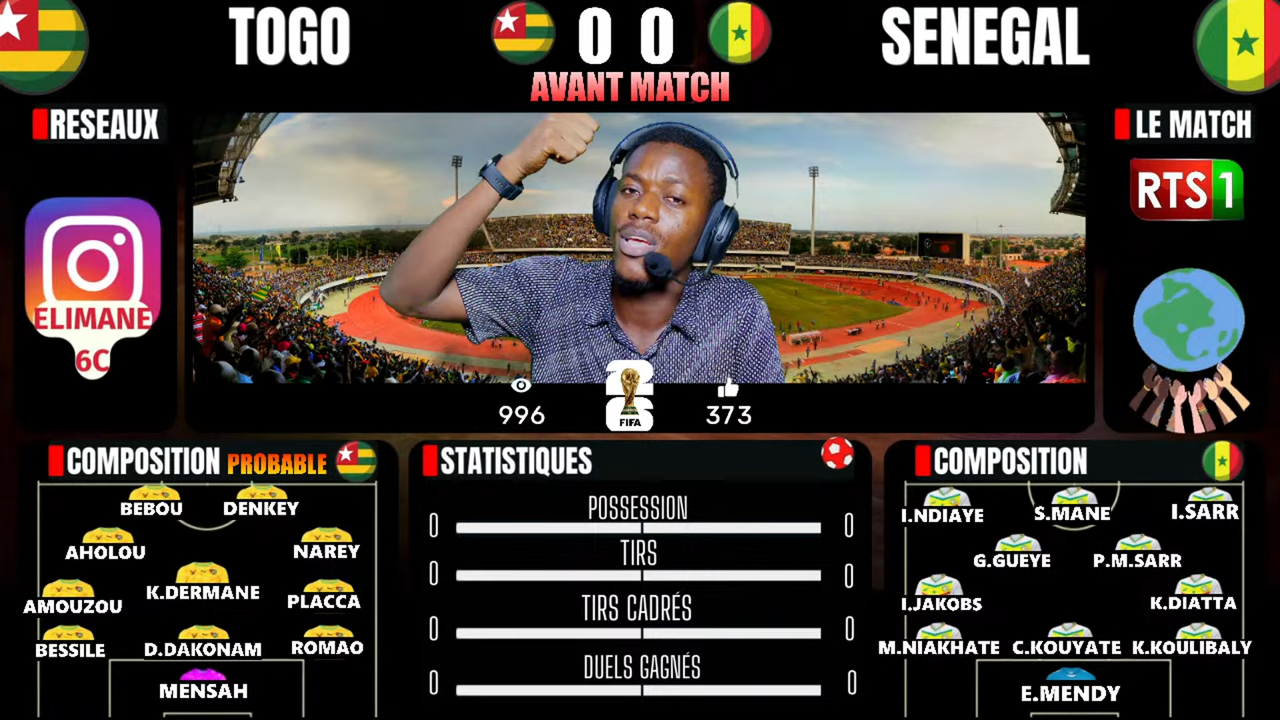 TOGO
0 0
SENEGAL
AVANT MATCH
RESEAUX
LE MATCH
RTS 1
ELIMANE
6C
996
FIFA
373
COMPOSITION PROBABLE
BEBOU DENKEY
AHOLOU NAREY
K.DERMANE
AMOUZOU PLACCA
BESSILE D.DAKONAM ROMAO
MENSAH
STATISTIQUES
POSSESSION
0 0
TIRS
0 0
TIRS CADRÉS
0 0
DUELS GAGNÉS
0 0
COMPOSITION
I.NDIAYE S.MANE I.SARR
G.GUEYE P.M.SARR
I.JAKOBS K.DIATTA
M.NIAKHATE C.KOUYATE K.KOULIBALY
E.MENDY